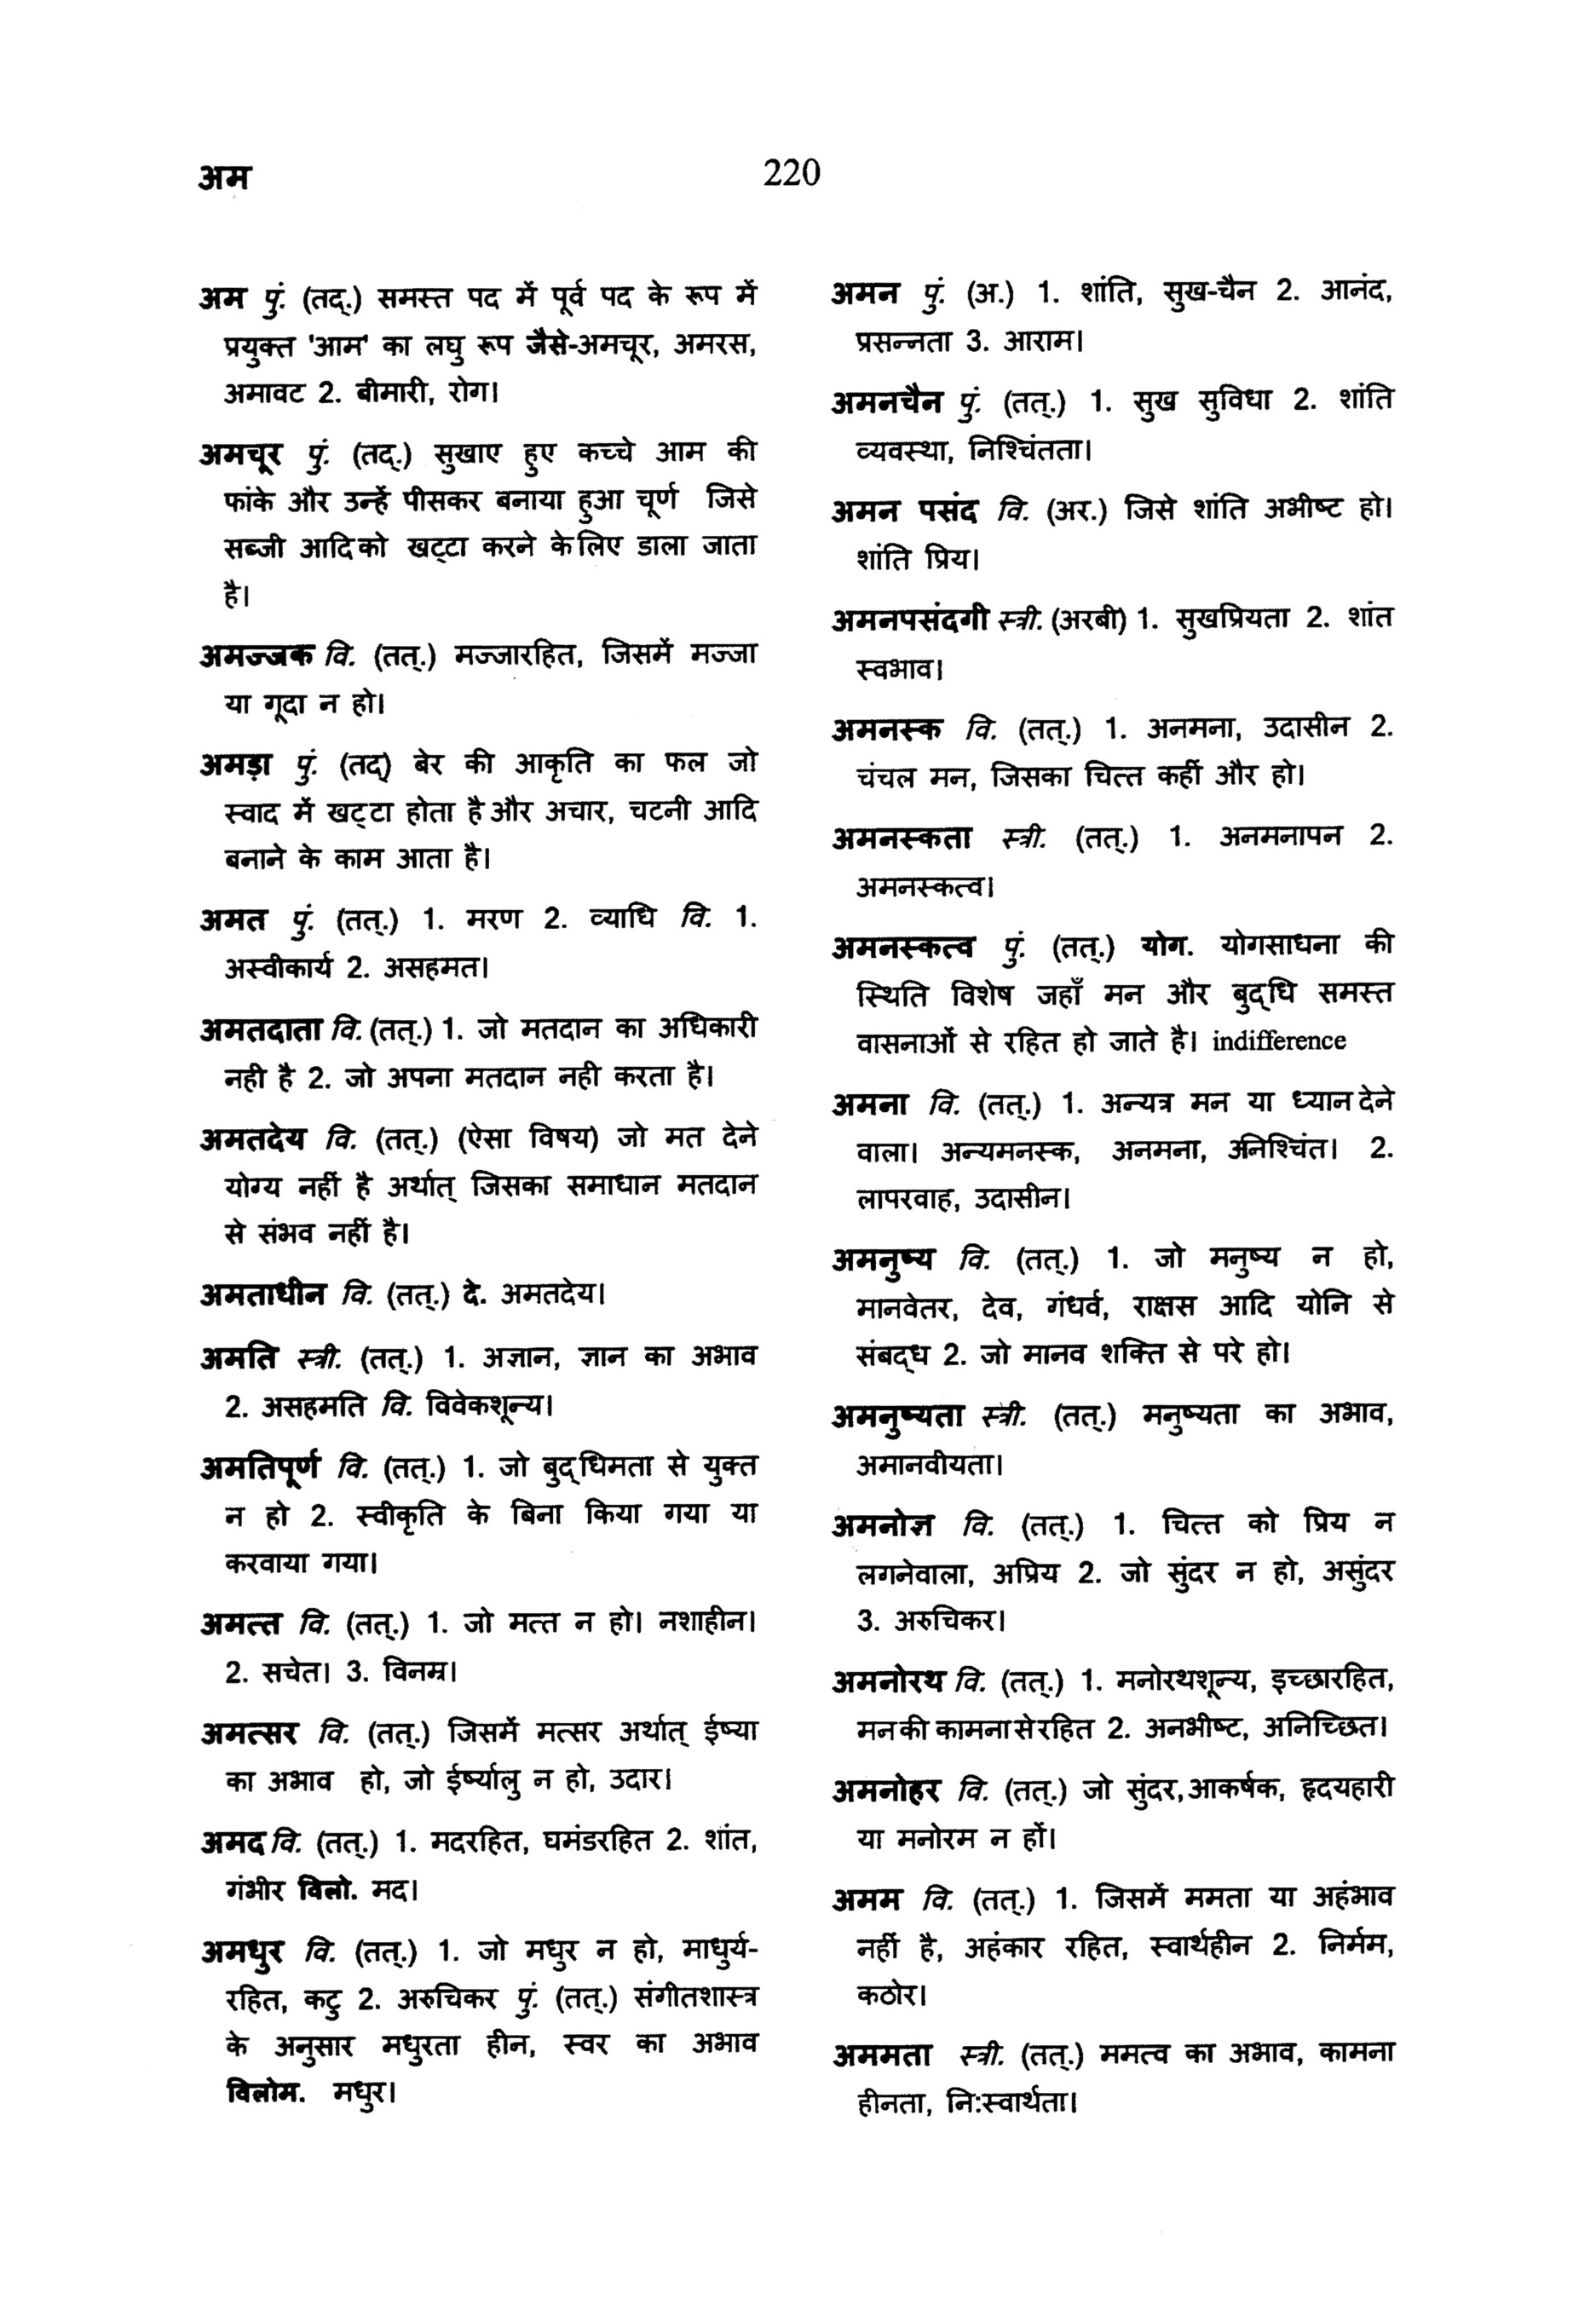 अम
220
अम पुं. (तद्.) समस्त पद में पूर्व पद के रूप में
प्रयुक्त 'आम' का लघु रूप जैसे-अमचूर, अमरस,
अमावट 2. बीमारी, रोग।
अमचूर पुं. (तद्.) सुखाए हुए कच्चे आम की
फांके और उन्हें पीसकर बनाया हुआ चूर्ण जिसे
सब्जी आदि को खट्‌टा करने के लिए डाला जाता
है।
अमज्जक वि. (तत्.) मज्जारहित, जिसमें मज्जा
या गूदा न हो।
अमड़ा पुं. (तद्) बेर की आकृति का फल जो
स्वाद में खट्‌टा होता है और अचार, चटनी आदि
बनाने के काम आता है।
अमत पुं. (तत्.) 1. मरण 2. व्याधि वि. 1.
अस्वीकार्य 2. असहमत।
अमतदाता वि. (तत्.) 1. जो मतदान का अधिकारी
नही है 2. जो अपना मतदान नही करता है।
अमतदेय वि. (तत्.) (ऐसा विषय) जो मत देने
योग्य नहीं है अर्थात् जिसका समाधान मतदान
से संभव नहीं है।
अमताधीन वि. (तत्.) दे. अमतदेय।
अमति स्त्री. (तत्.) 1. अज्ञान, ज्ञान का अभाव
2. असहमति वि. विवेकशून्य।
अमतिपूर्ण वि. (तत्.) 1. जो बुद्‌धिमता से युक्त
न हो 2. स्वीकृति के बिना किया गया या
करवाया गया।
अमत्त वि. (तत्.) 1. जो मत्त न हो। नशाहीन।
2. सचेत। 3. विनम्र।
अमत्सर वि. (तत्.) जिसमें मत्सर अर्थात् ईष्या
का अभाव हो, जो ईर्ष्यालु न हो, उदार।
अमद वि. (तत्.) 1. मदरहित, घमंडरहित 2. शांत,
गंभीर विलो. मद।
अमधुर वि. (तत्.) 1. जो मधुर न हो, माधुर्य-
रहित, कटु 2. अरुचिकर पुं. (तत्.) संगीतशास्त्र
के अनुसार मधुरता हीन, स्वर का अभाव
विलोम. मधुर।
अमन पुं. (अ.) 1. शांति, सुख-चैन 2. आनंद,
प्रसन्नता 3. आराम।
अमनचैन पुं. (तत्.) 1. सुख सुविधा 2. शांति
व्यवस्था, निश्चिंतता।
अमन पसंद वि. (अर.) जिसे शांति अभीष्ट हो।
शांति प्रिय।
अमनपसंदगी स्त्री. (अरबी) 1. सुखप्रियता 2. शांत
स्वभाव।
अमनस्क वि. (तत्.) 1. अनमना, उदासीन 2.
चंचल मन, जिसका चित्त कहीं और हो।
अमनस्कता स्त्री. (तत्.) 1. अनमनापन 2.
अमनस्कत्व।
अमनस्कत्व पुं. (तत्.) योग. योगसाधना की
स्थिति विशेष जहाँ मन और बुद्‌धि समस्त
वासनाओं से रहित हो जाते है। indifference
अमना वि. (तत्.) 1. अन्यत्र मन या ध्यान देने
वाला। अन्यमनस्क, अनमना, अनिश्चिंत। 2.
लापरवाह, उदासीन।
अमनुष्य वि. (तत्.) 1. जो मनुष्य न हो,
मानवेतर, देव, गंधर्व, राक्षस आदि योनि से
संबद्‌ध 2. जो मानव शक्ति से परे हो।
अमनुष्यता स्त्री. (तत्.) मनुष्यता का अभाव,
अमानवीयता।
अमनोज्ञ वि. (तत्.) 1. चित्त को प्रिय न
लगनेवाला, अप्रिय 2. जो सुंदर न हो, असुंदर
3. अरुचिकर।
अमनोरथ वि. (तत्.) 1. मनोरथशून्य, इच्छारहित,
मन की कामना से रहित 2. अनभीष्ट, अनिच्छित।
अमनोहर वि. (तत्.) जो सुंदर, आकर्षक, हृदयहारी
या मनोरम न हों।
अमम वि. (तत्.) 1. जिसमें ममता या अहंभाव
नहीं है, अहंकार रहित, स्वार्थहीन 2. निर्मम,
कठोर।
अममता स्त्री. (तत्.) ममत्व का अभाव, कामना
हीनता, नि:स्वार्थता।